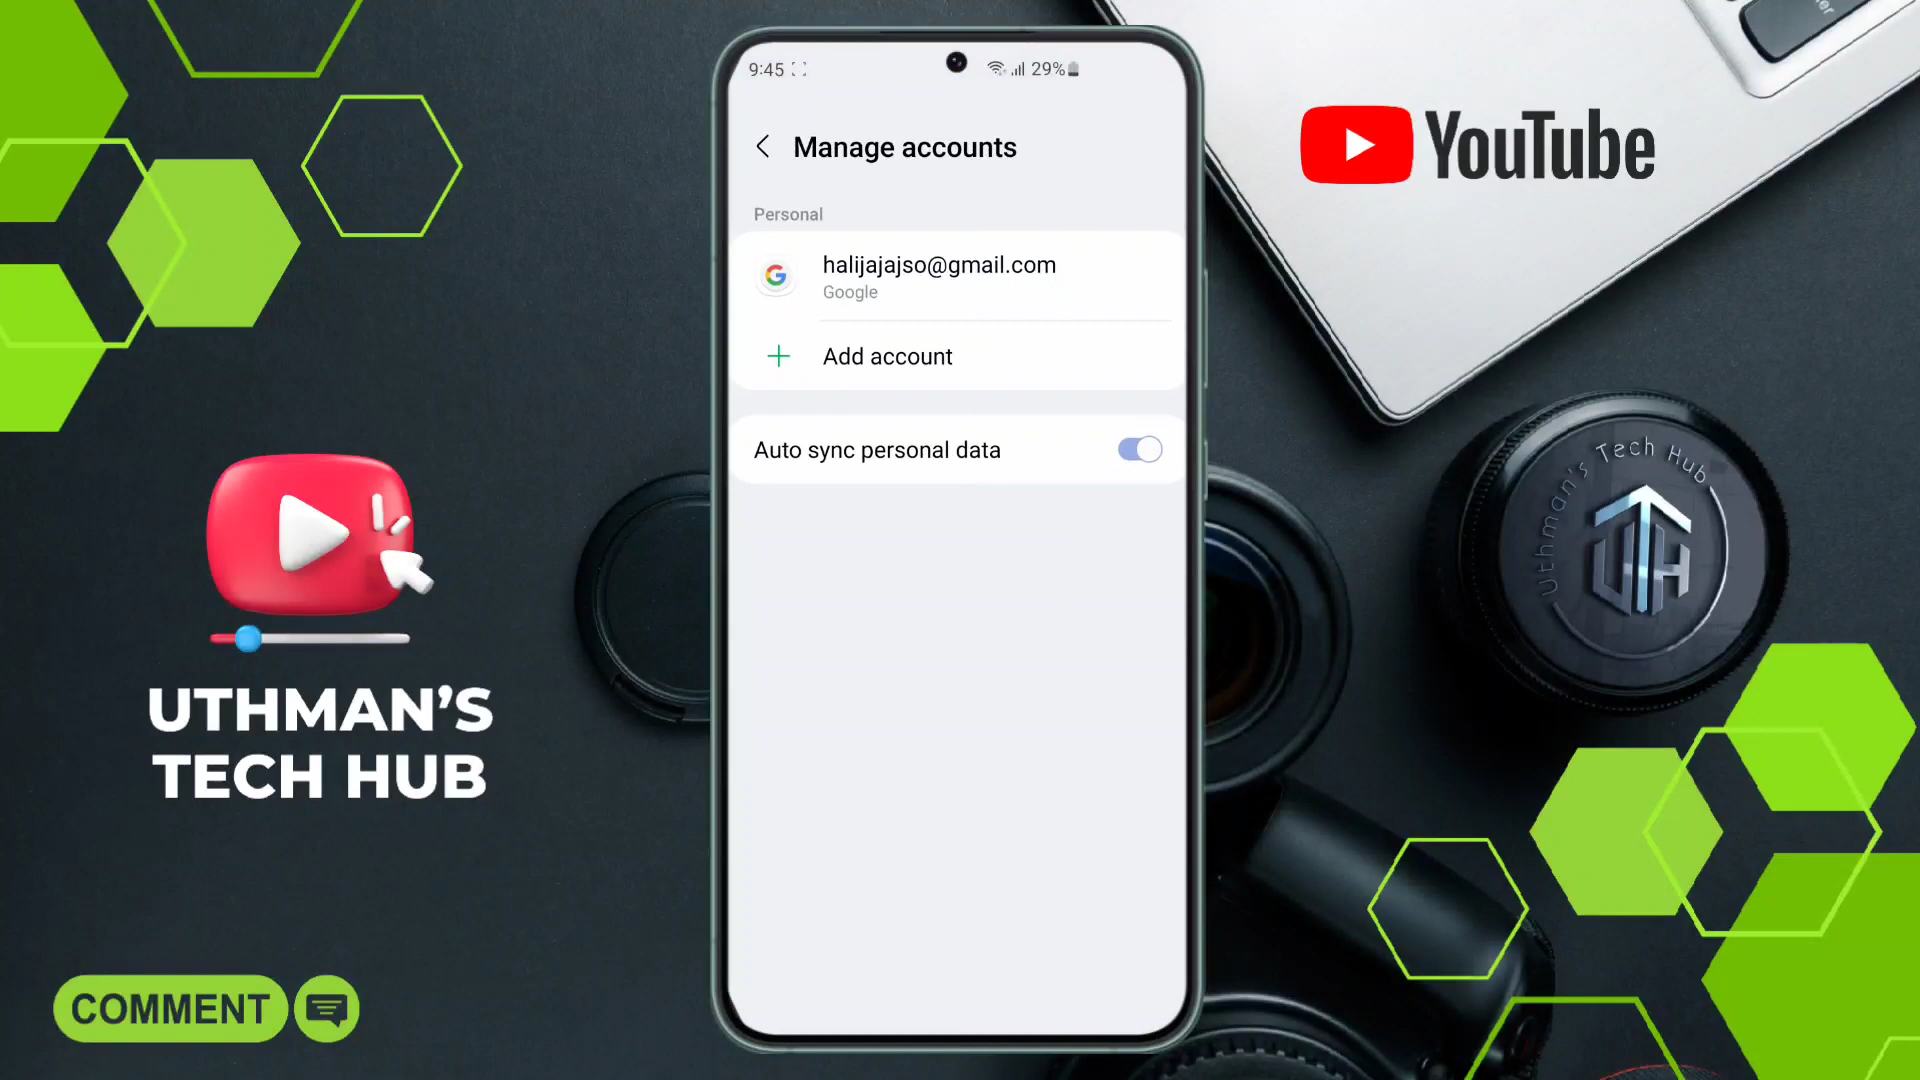 9:45
29%
Manage accounts
YouTube
Personal
halijajajso@gmail.com
Google
Add account
Auto sync personal data
Uthman's Tech Hub
UTH
UTHMAN'S
TECH HUB
COMMENT